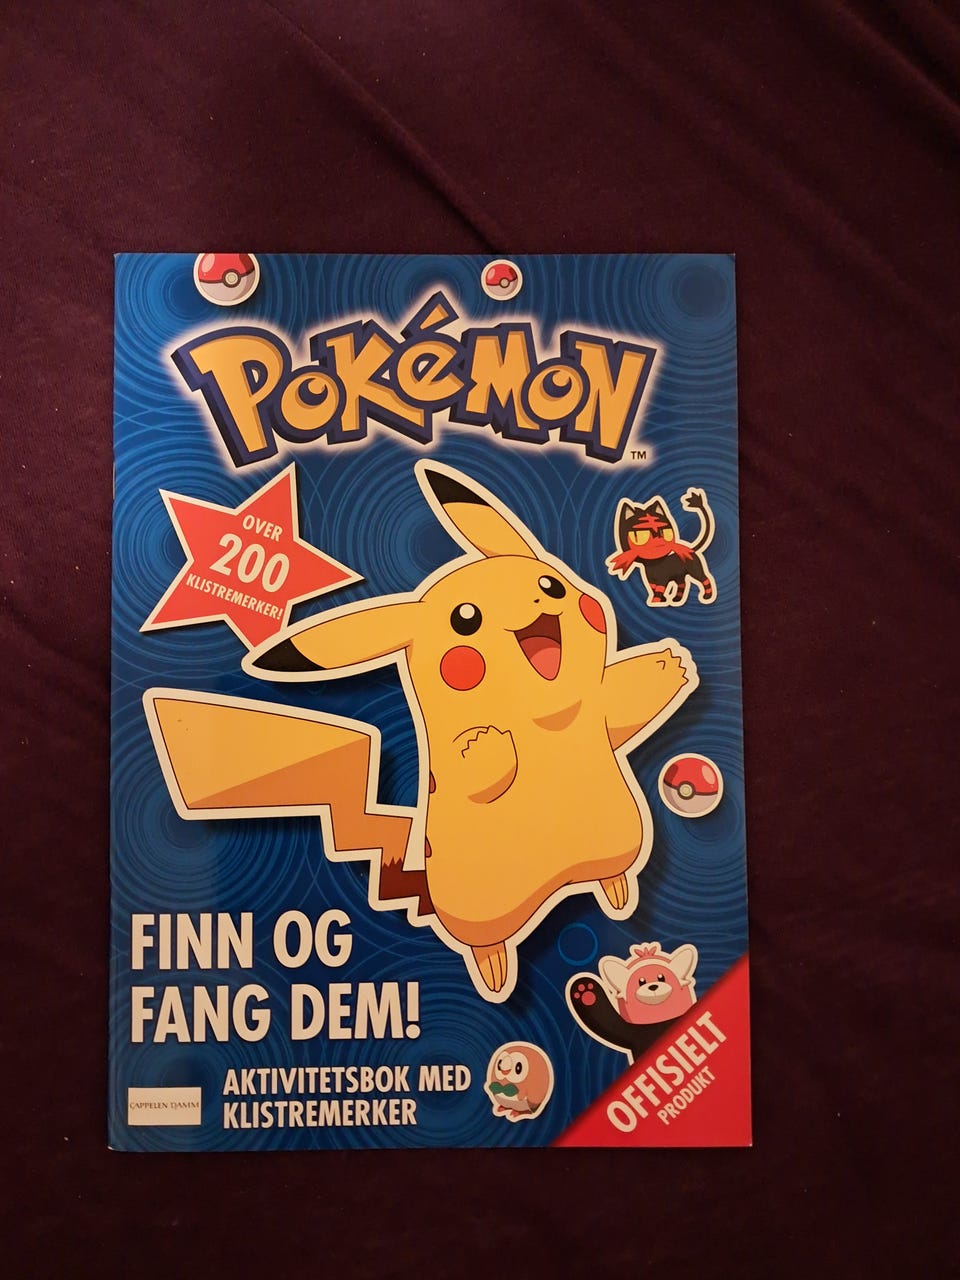 POKÉMON
TM
OVER
200
KLISTREMERKER!
FINN OG
FANG DEM!
AKTIVITETSBOK MED
KLISTREMERKER
CAPPELEN DAMM
OFFISIELT
PRODUKT